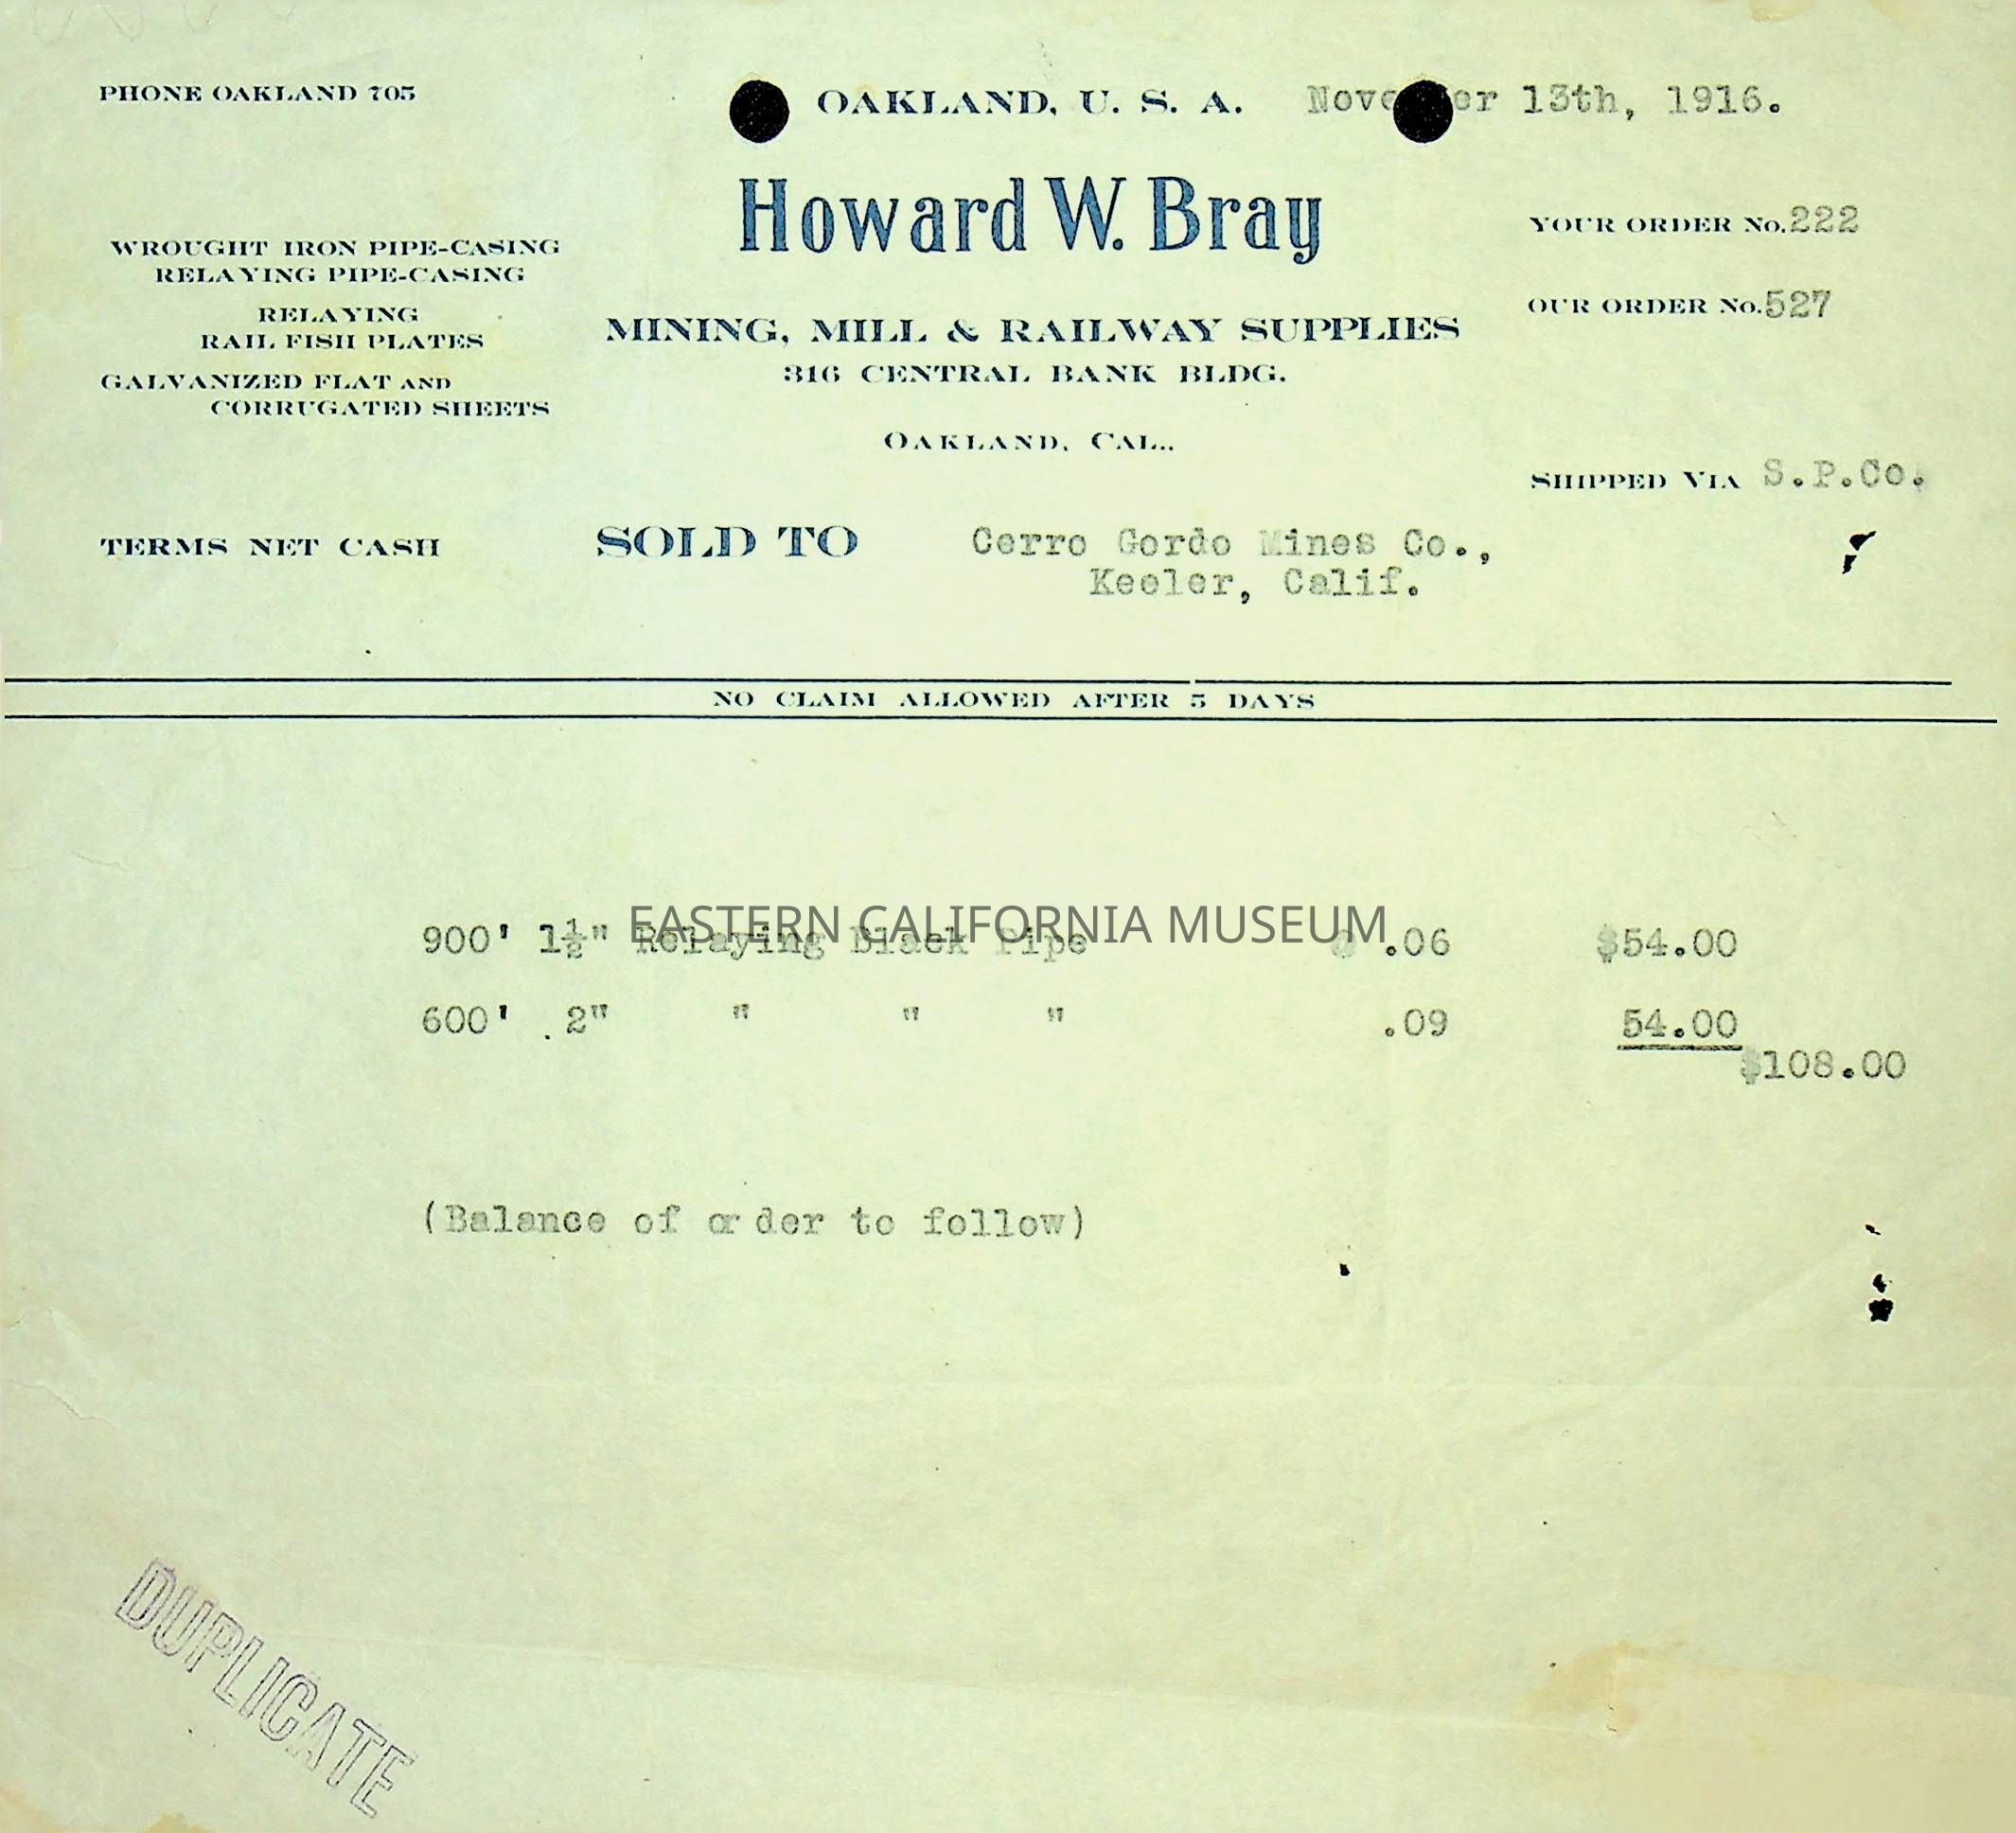 PHONE OAKLAND 705
OAKLAND, U. S. A. November 13th, 1916.
Howard W. Bray
WROUGHT IRON PIPE-CASING
RELAYING PIPE-CASING
RELAYING
RAIL FISH PLATES
GALVANIZED FLAT AND
CORRUGATED SHEETS
MINING, MILL & RAILWAY SUPPLIES
316 CENTRAL BANK BLDG.
OAKLAND, CAL.
YOUR ORDER No. 222
OUR ORDER No. 527
SHIPPED VIA S.P.Co.
TERMS NET CASH
SOLD TO Cerro Gordo Mines Co.,
Keeler, Calif.
NO CLAIM ALLOWED AFTER 5 DAYS
EASTERN CALIFORNIA MUSEUM
900' 1½" Relaying Black Pipe @ .06 $54.00
600' 2" " " " .09 54.00
$108.00
(Balance of order to follow)
DUPLICATE